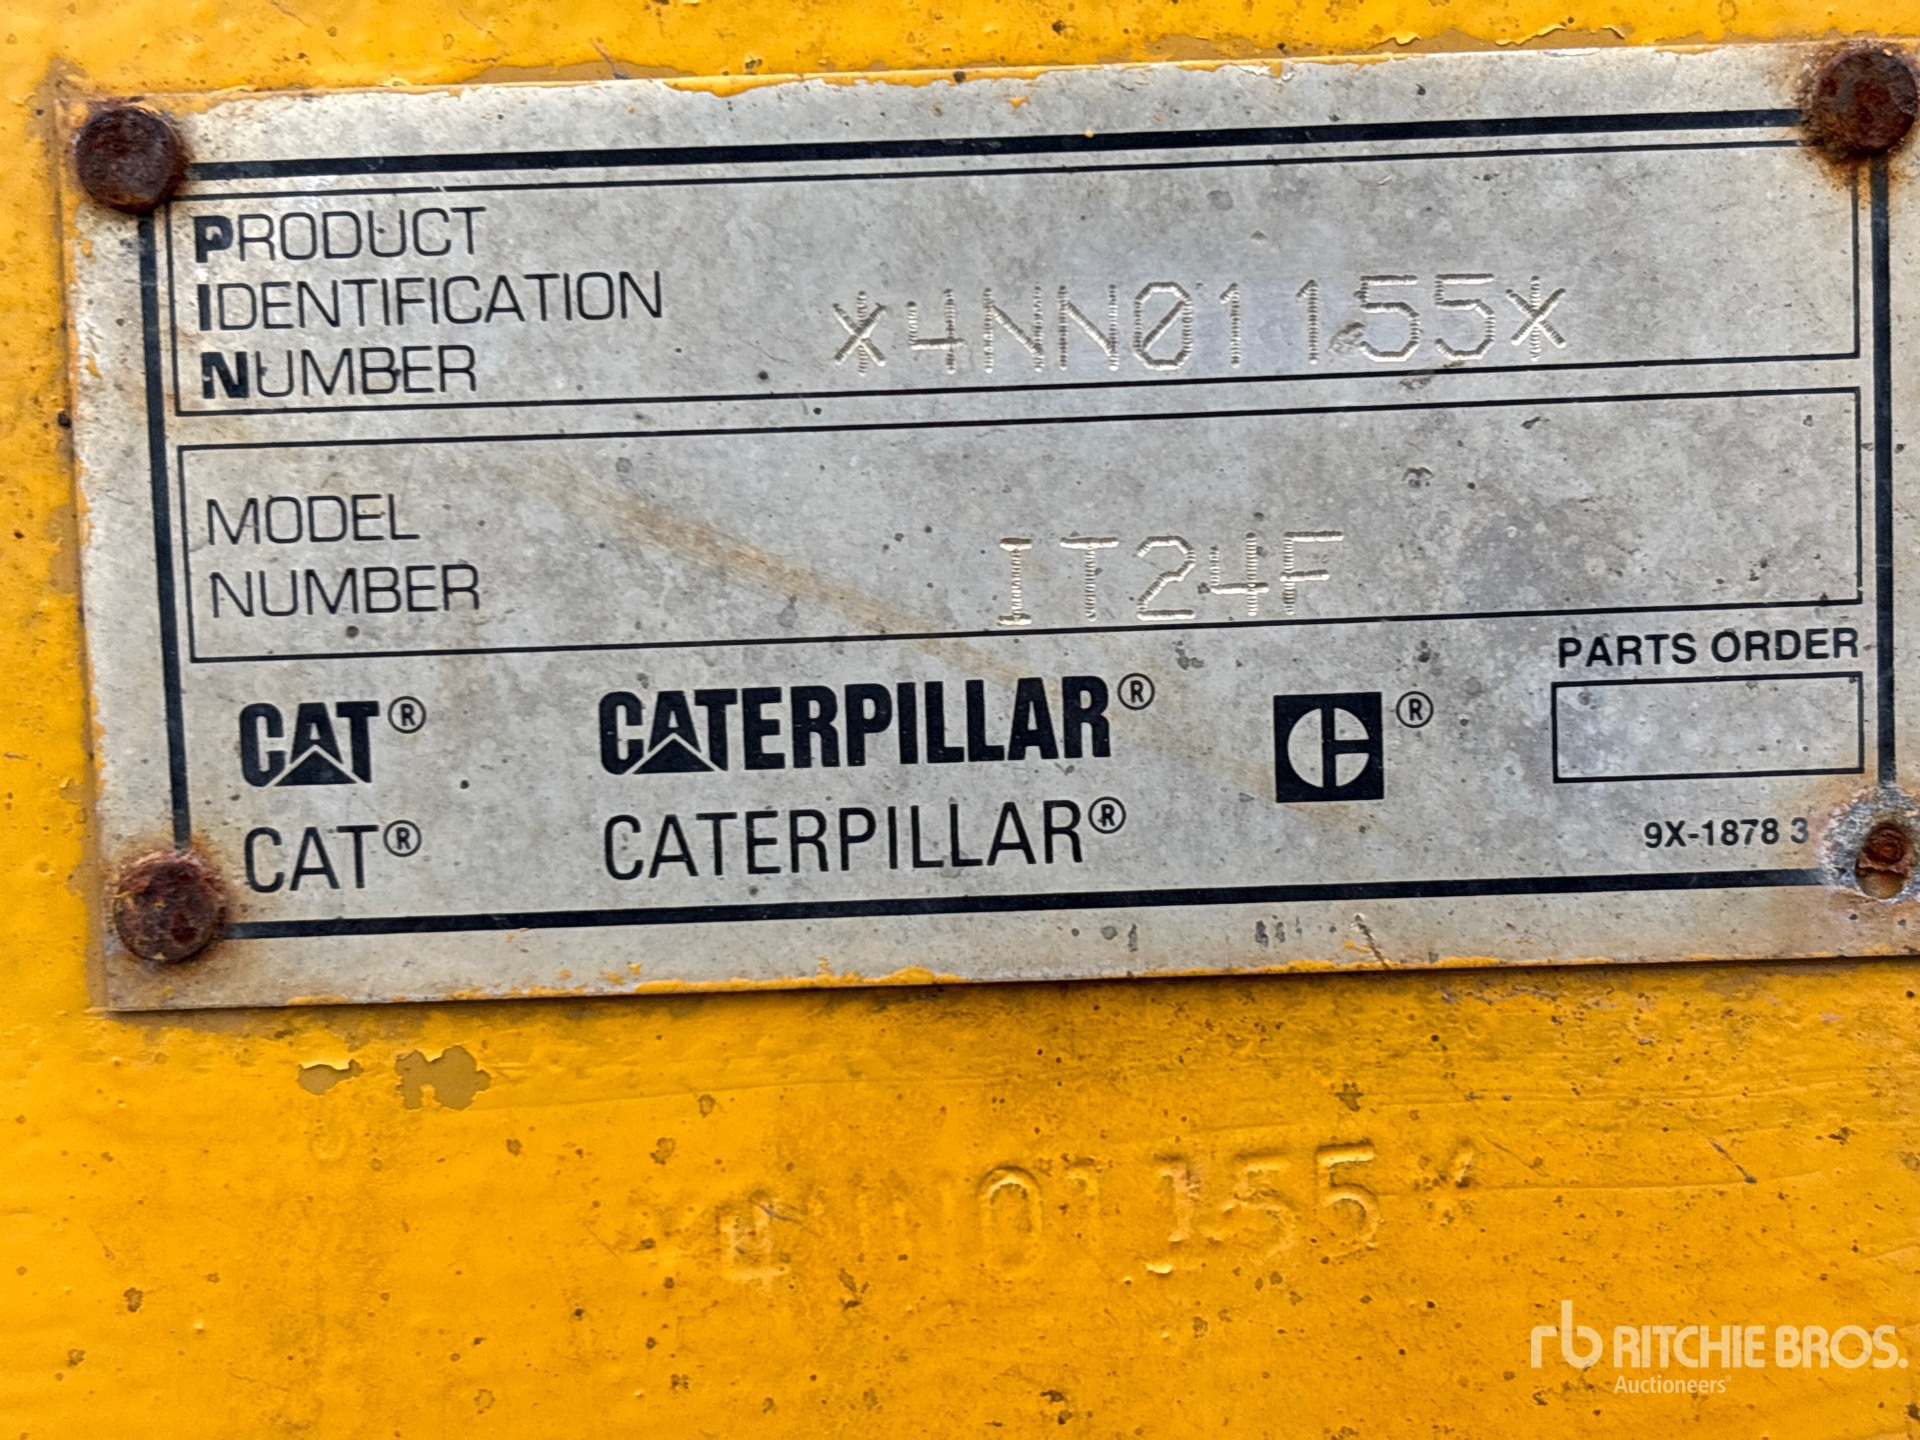 PRODUCT
IDENTIFICATION
NUMBER
*4NN01155*
MODEL
NUMBER
IT24F
PARTS ORDER
CAT® CATERPILLAR® ®
CAT® CATERPILLAR®
9X-1878 3
*4NN01155*
rb RITCHIE BROS.
Auctioneers